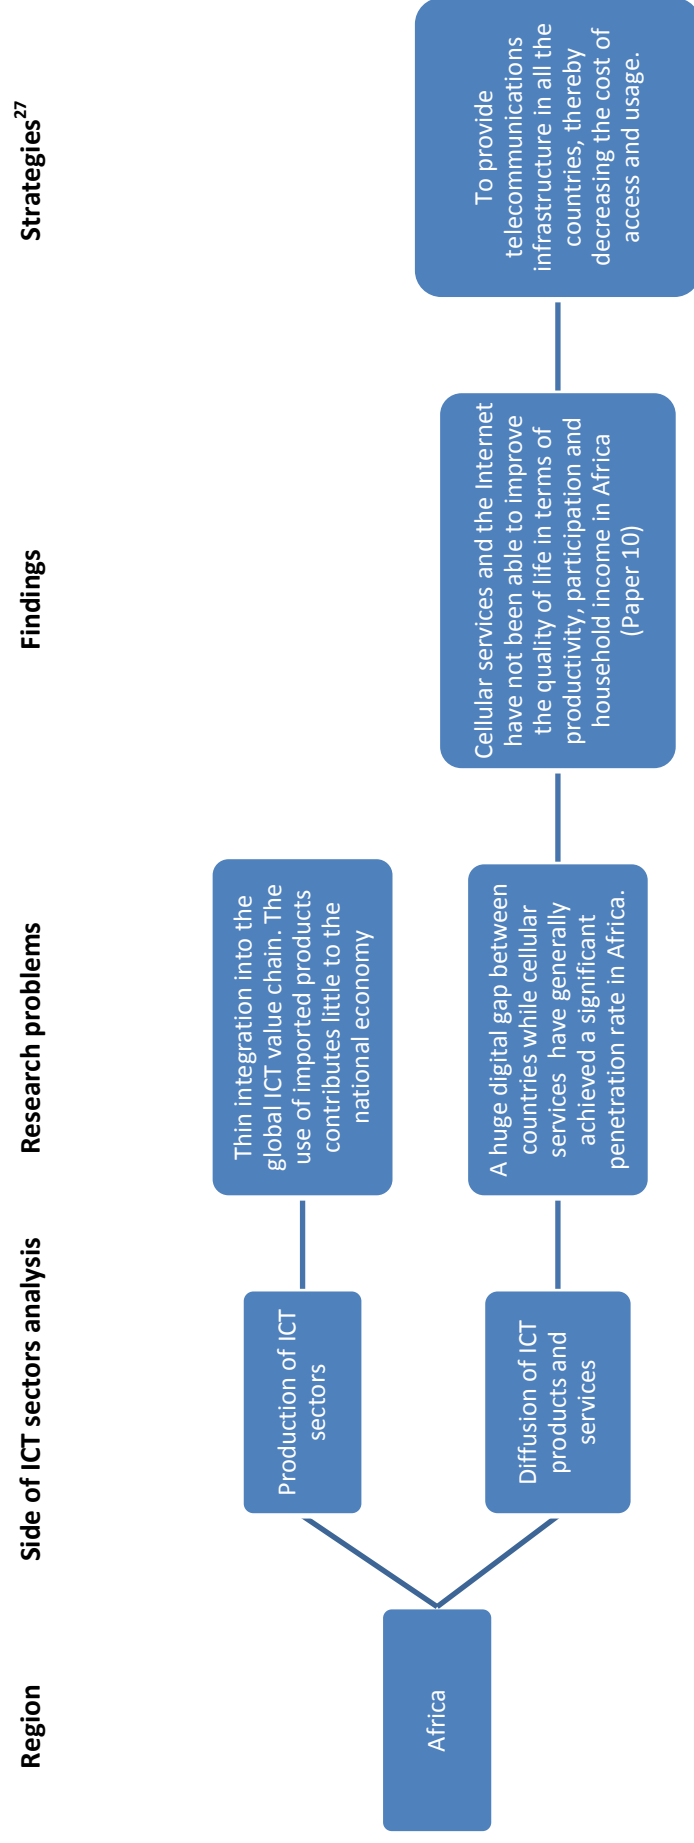 Region
Side of ICT sectors analysis
Research problems
Findings
Strategies27
Africa
Production of ICT
sectors
Thin integration into the
global ICT value chain. The
use of imported products
contributes little to the
national economy
Diffusion of ICT
products and
services
A huge digital gap between
countries while cellular
services have generally
achieved a significant
penetration rate in Africa.
Cellular services and the Internet
have not been able to improve
the quality of life in terms of
productivity, participation and
household income in Africa
(Paper 10)
To provide
telecommunications
infrastructure in all the
countries, thereby
decreasing the cost of
access and usage.